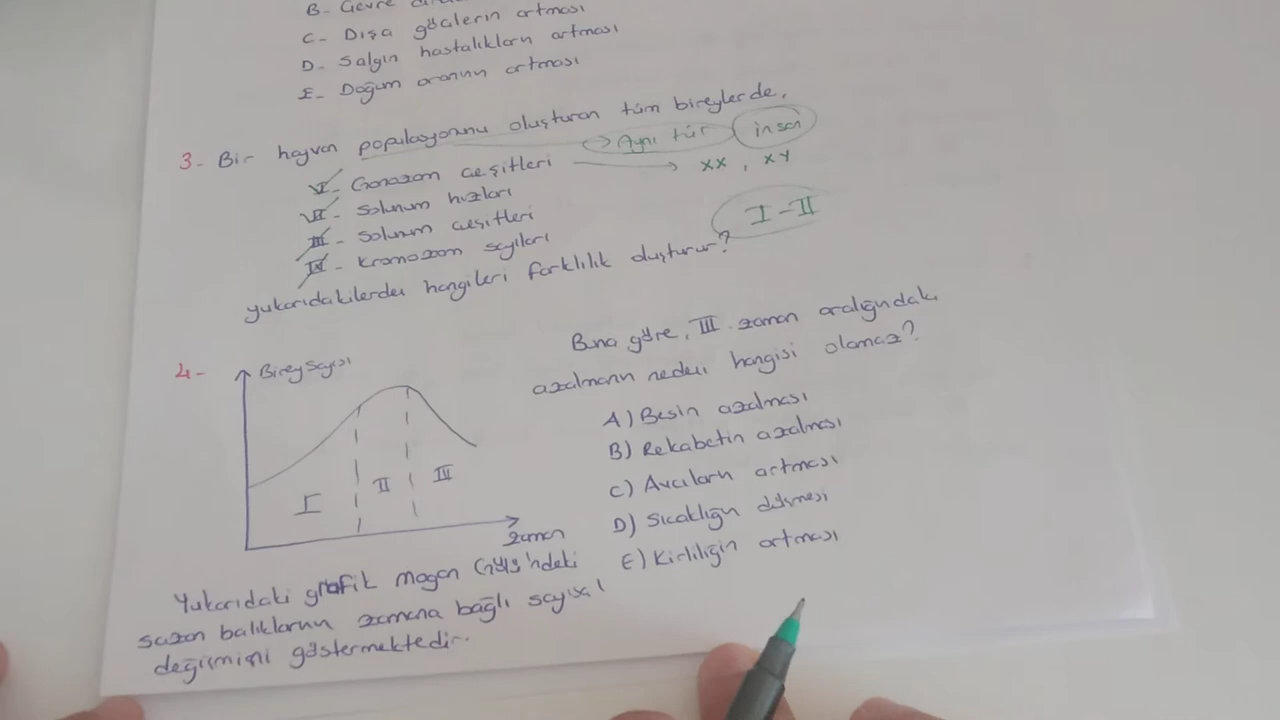 B- Çevre
C- Dışa göçlerin artması
D- Salgın hastalıkların artması
E- Doğum oranının artması
3- Bir hayvan populasyonunu oluşturan tüm bireylerde,
→ Aynı tür insan
I- Gonozom çeşitleri → XX, XY
II- Solunum hızları
III- Solunum çeşitleri
IV- Kromozom sayıları
I-II
yukarıdakilerden hangileri farklılık oluşturur?
4-
Birey Sayısı
I II III
zaman
Yukarıdaki grafik Mogan Gölü'ndeki
sazan balıklarının zamana bağlı sayısal
değişimini göstermektedir.
Buna göre, III. zaman aralığındaki
azalmanın nedeni hangisi olamaz?
A) Besin azalması
B) Rekabetin azalması
C) Avcıların artması
D) Sıcaklığın düşmesi
E) Kirliliğin artması